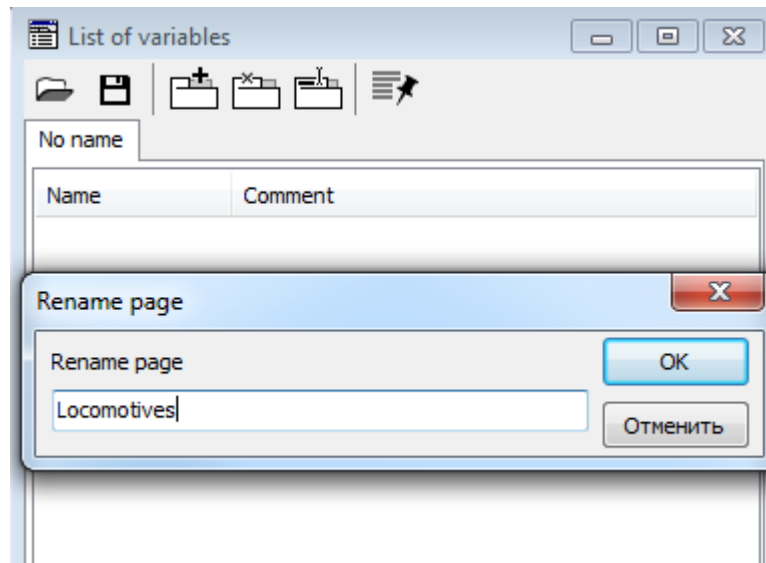 List of variables
No name
Name Comment
Rename page
Rename page
OK
Locomotives
Отменить